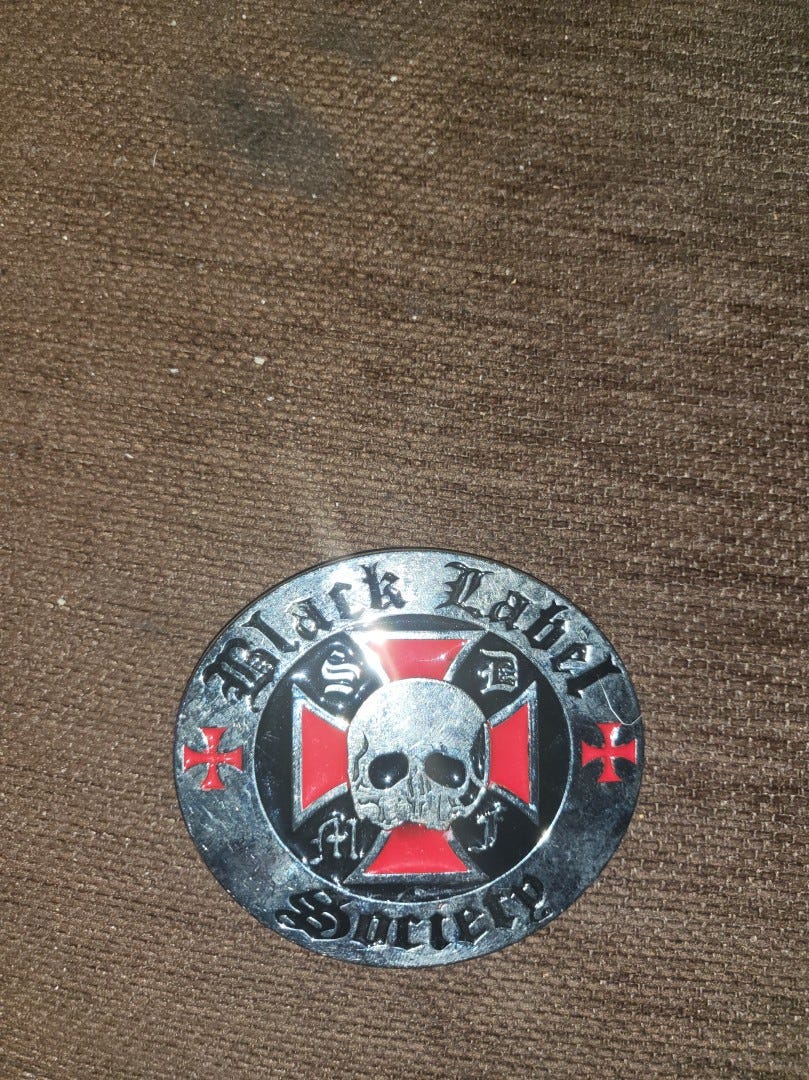 Black Label
S D
M F
Society